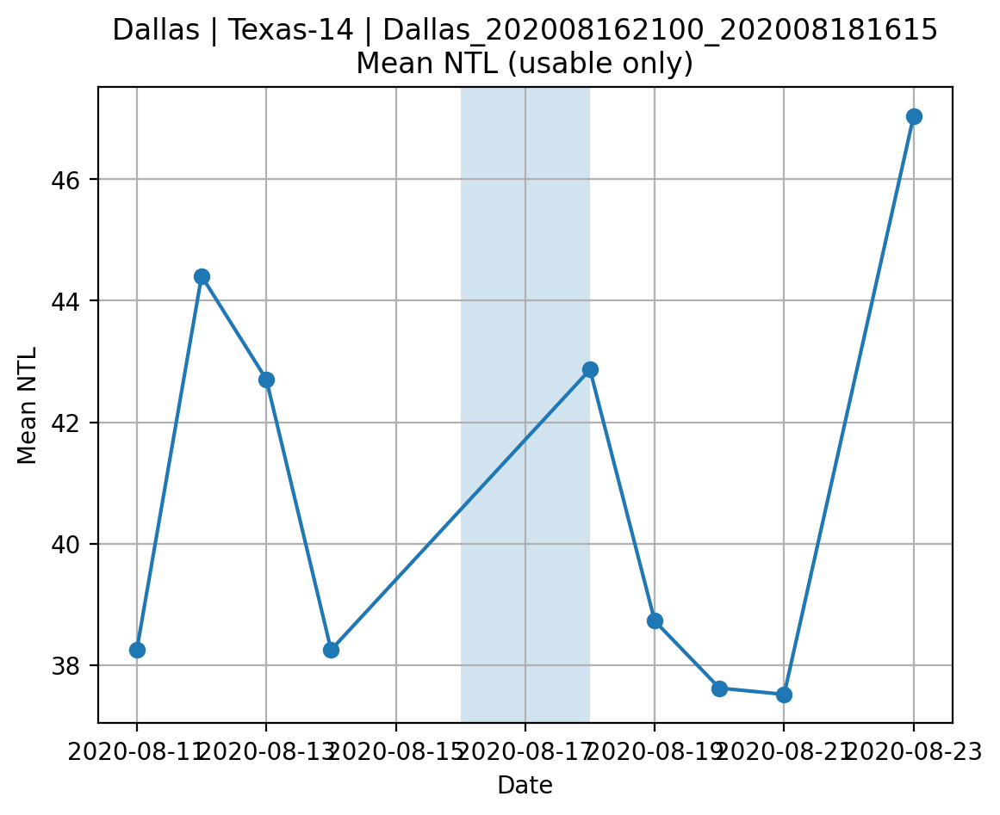 Dallas | Texas-14 | Dallas_202008162100_202008181615
Mean NTL (usable only)
46
44
42
40
38
Mean NTL
2020-08-11 2020-08-13 2020-08-15 2020-08-17 2020-08-19 2020-08-21 2020-08-23
Date